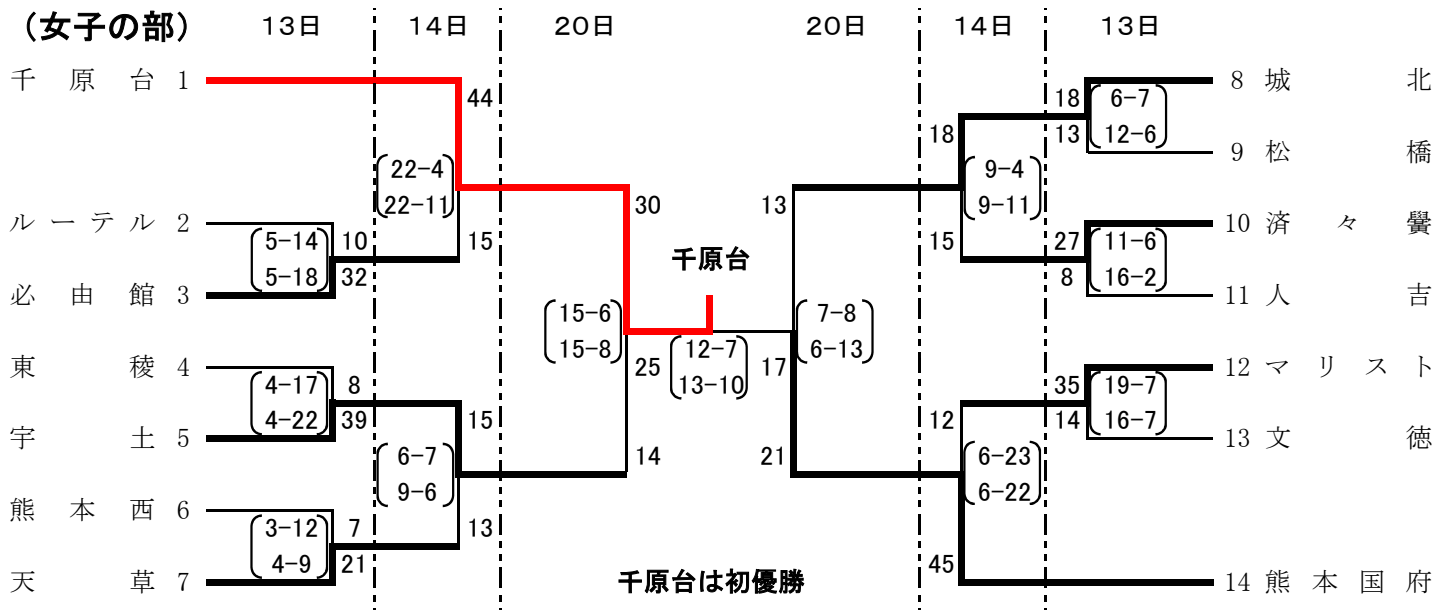 (女子の部) 13日 14日 20日 20日 14日 13日
千原台 1 44 18 6-7 8 城北
18 13 12-6
22-4 9-4 9 松橋
22-11 30 13 9-11
ルーテル 2 10 済々黌
5-14 10 15 15 27 11-6
5-18 32 千原台 8 16-2
必由館 3 11 人吉
15-6 7-8
15-8 12-7 6-13
東稜 4 25 13-10 17 12 マリスト
4-17 8 35 19-7
4-22 39 15 12 14 16-7
宇土 5 13 文徳
6-7 14 21 6-23
9-6 6-22
熊本西 6
3-12 7 13
4-9 21 45
天草 7 千原台は初優勝 14 熊本国府